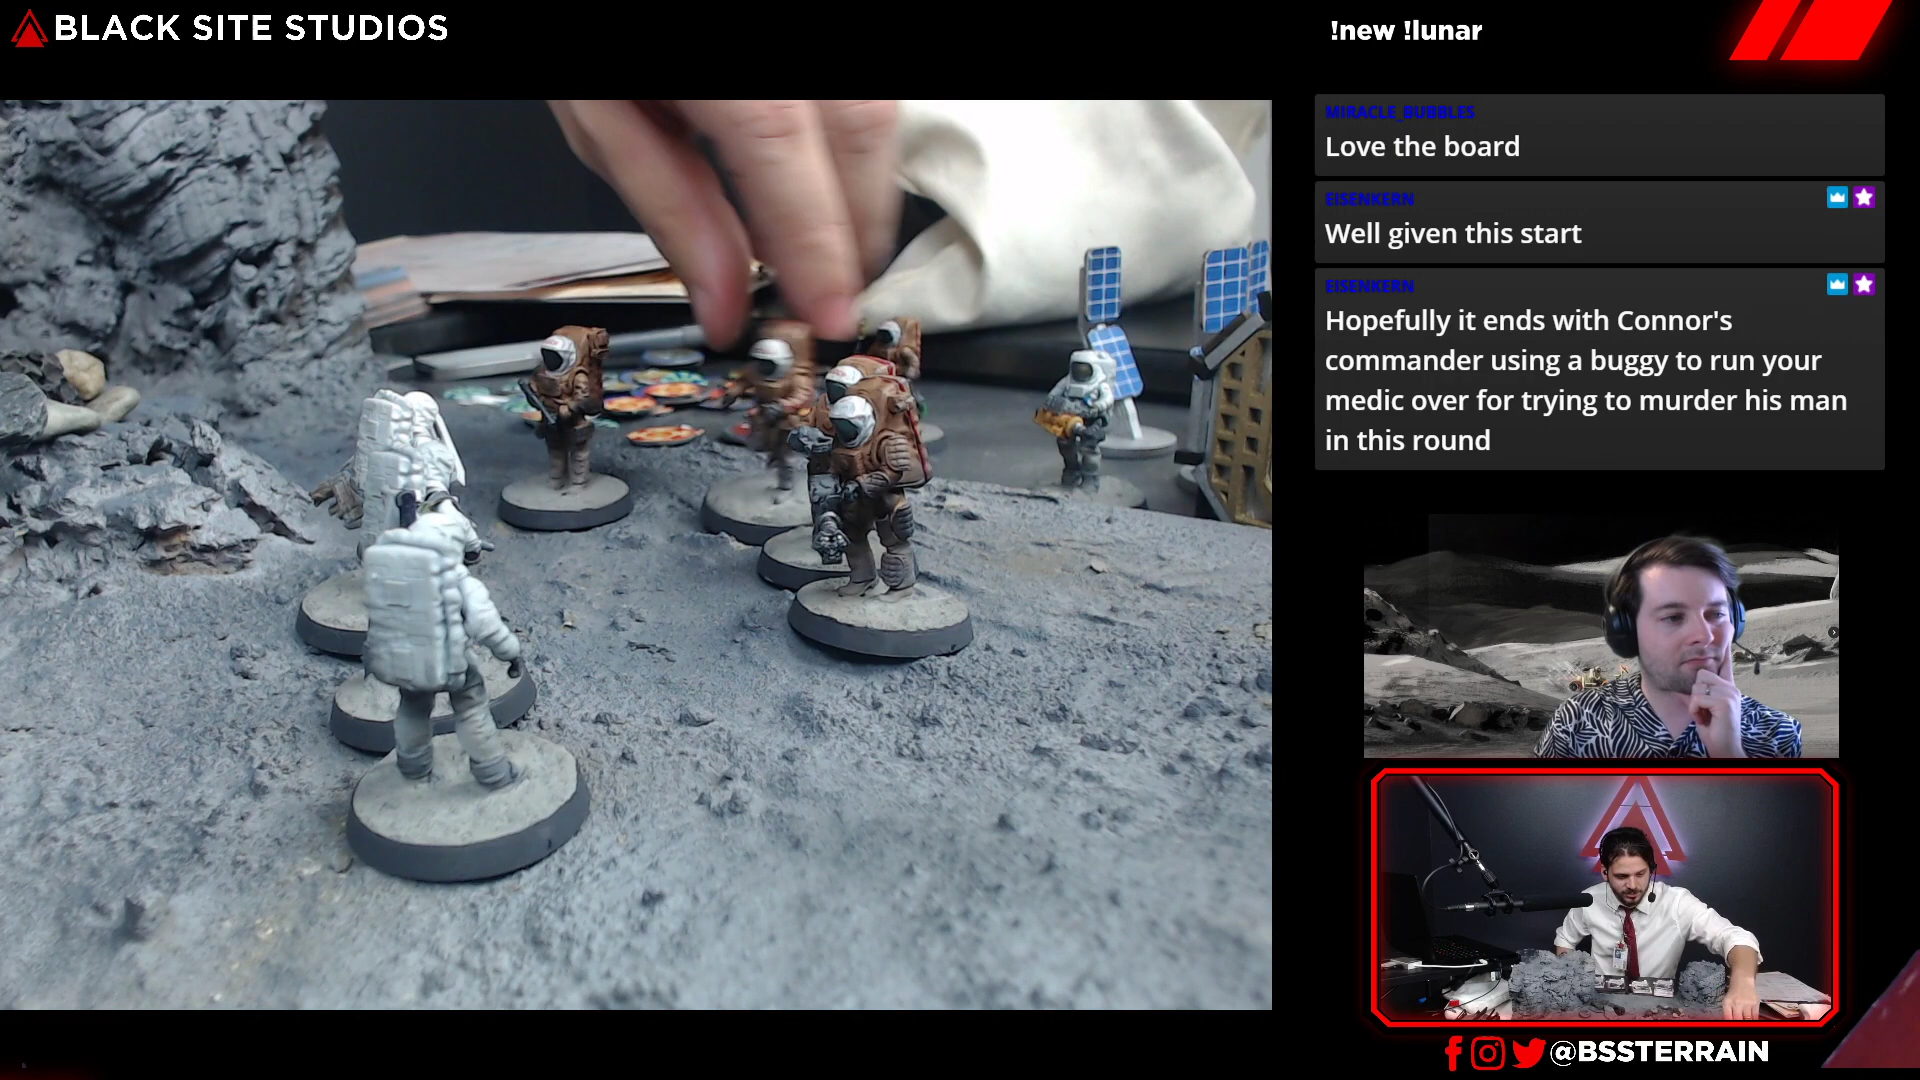 BLACK SITE STUDIOS
!new !lunar
MIRACLE_BUBBLES
Love the board
EISENKERN
Well given this start
EISENKERN
Hopefully it ends with Connor's
commander using a buggy to run your
medic over for trying to murder his man
in this round
@BSSTERRAIN